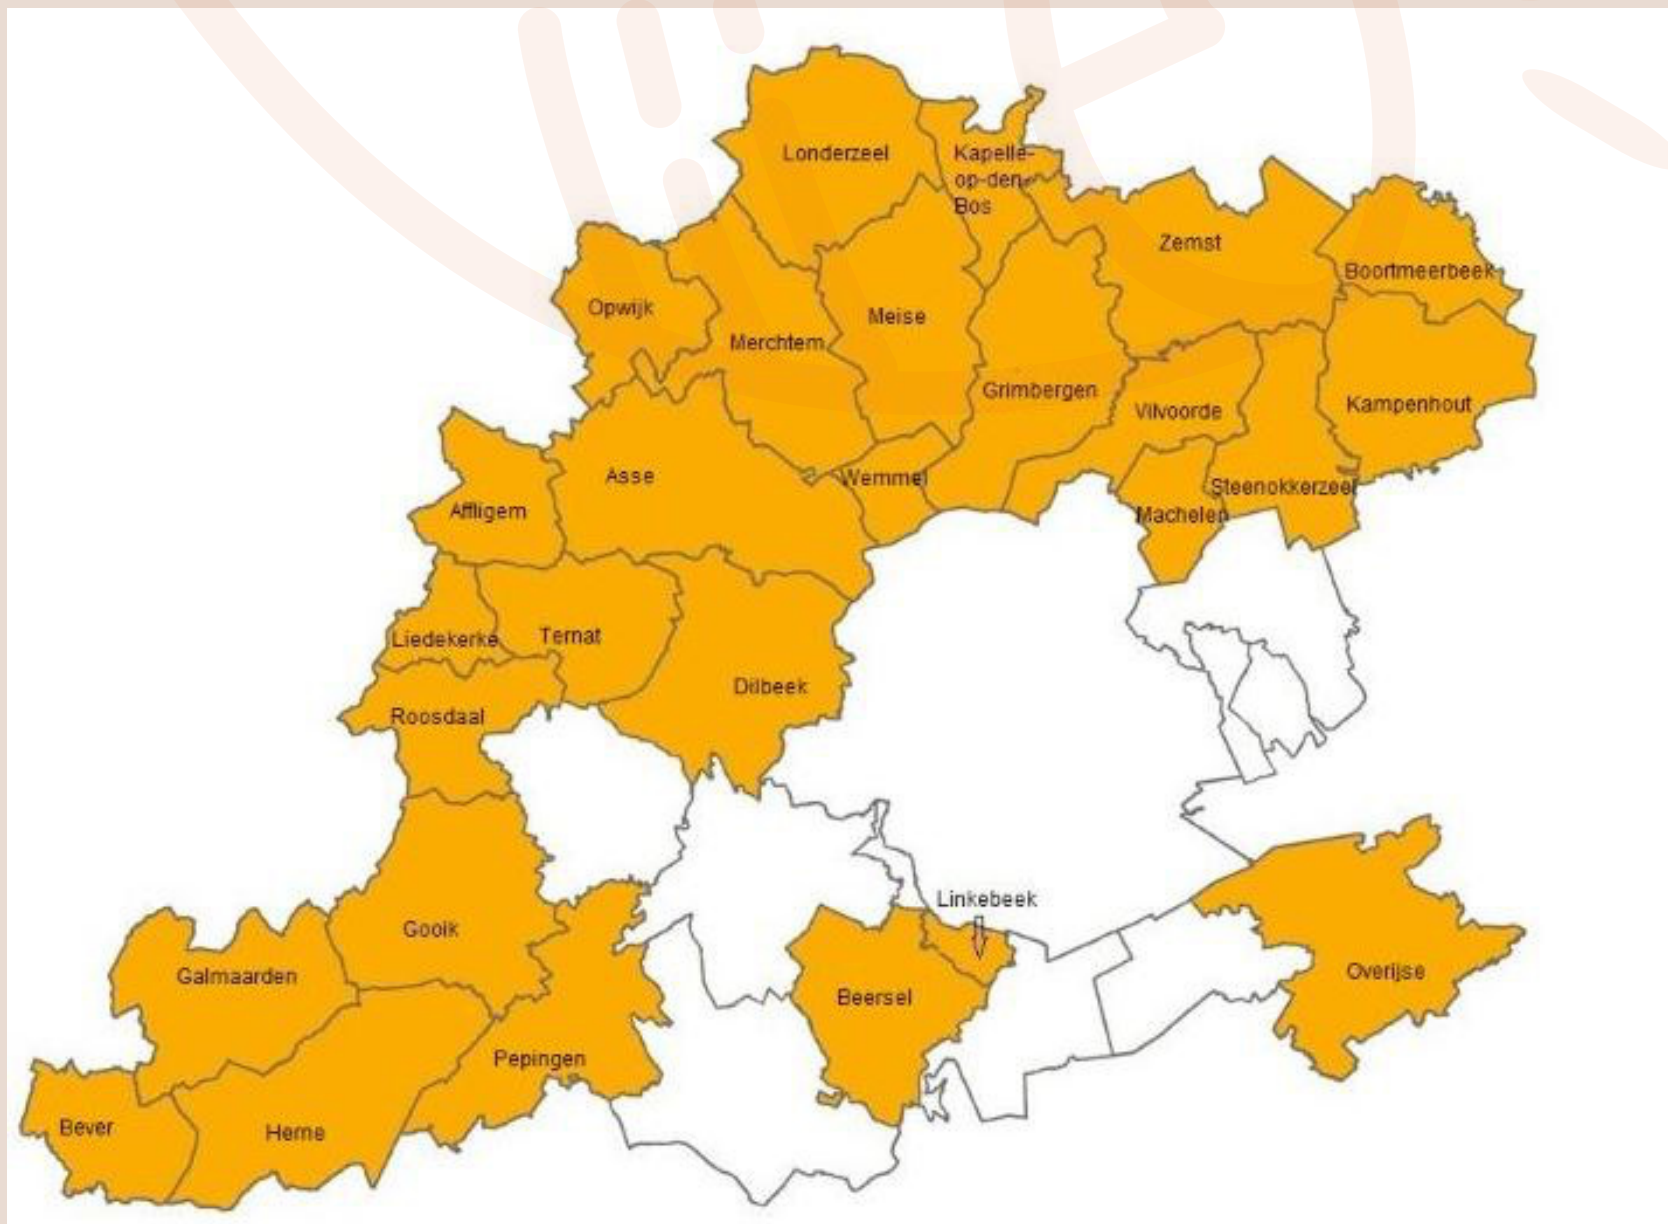 Londerzeel
Kapelle-
op-den-
Bos
Zemst
Boortmeerbeek
Opwijk
Meise
Merchtem
Grimbergen
Vilvoorde
Kampenhout
Asse
Wemmel
Steenokkerzeel
Affligem
Machelen
Liedekerke
Ternat
Dilbeek
Roosdaal
Linkebeek
Gooik
Galmaarden
Overijse
Beersel
Pepingen
Bever
Herne